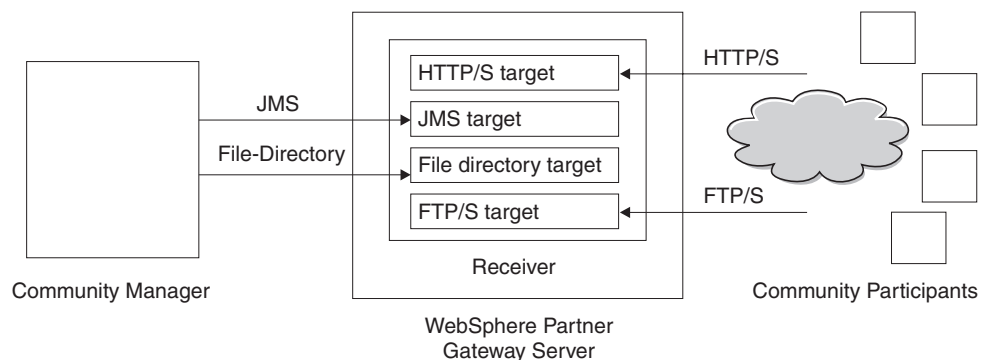 HTTP/S target
HTTP/S
JMS
JMS target
File-Directory
File directory target
FTP/S
FTP/S target
Receiver
Community Manager
Community Participants
WebSphere Partner
Gateway Server